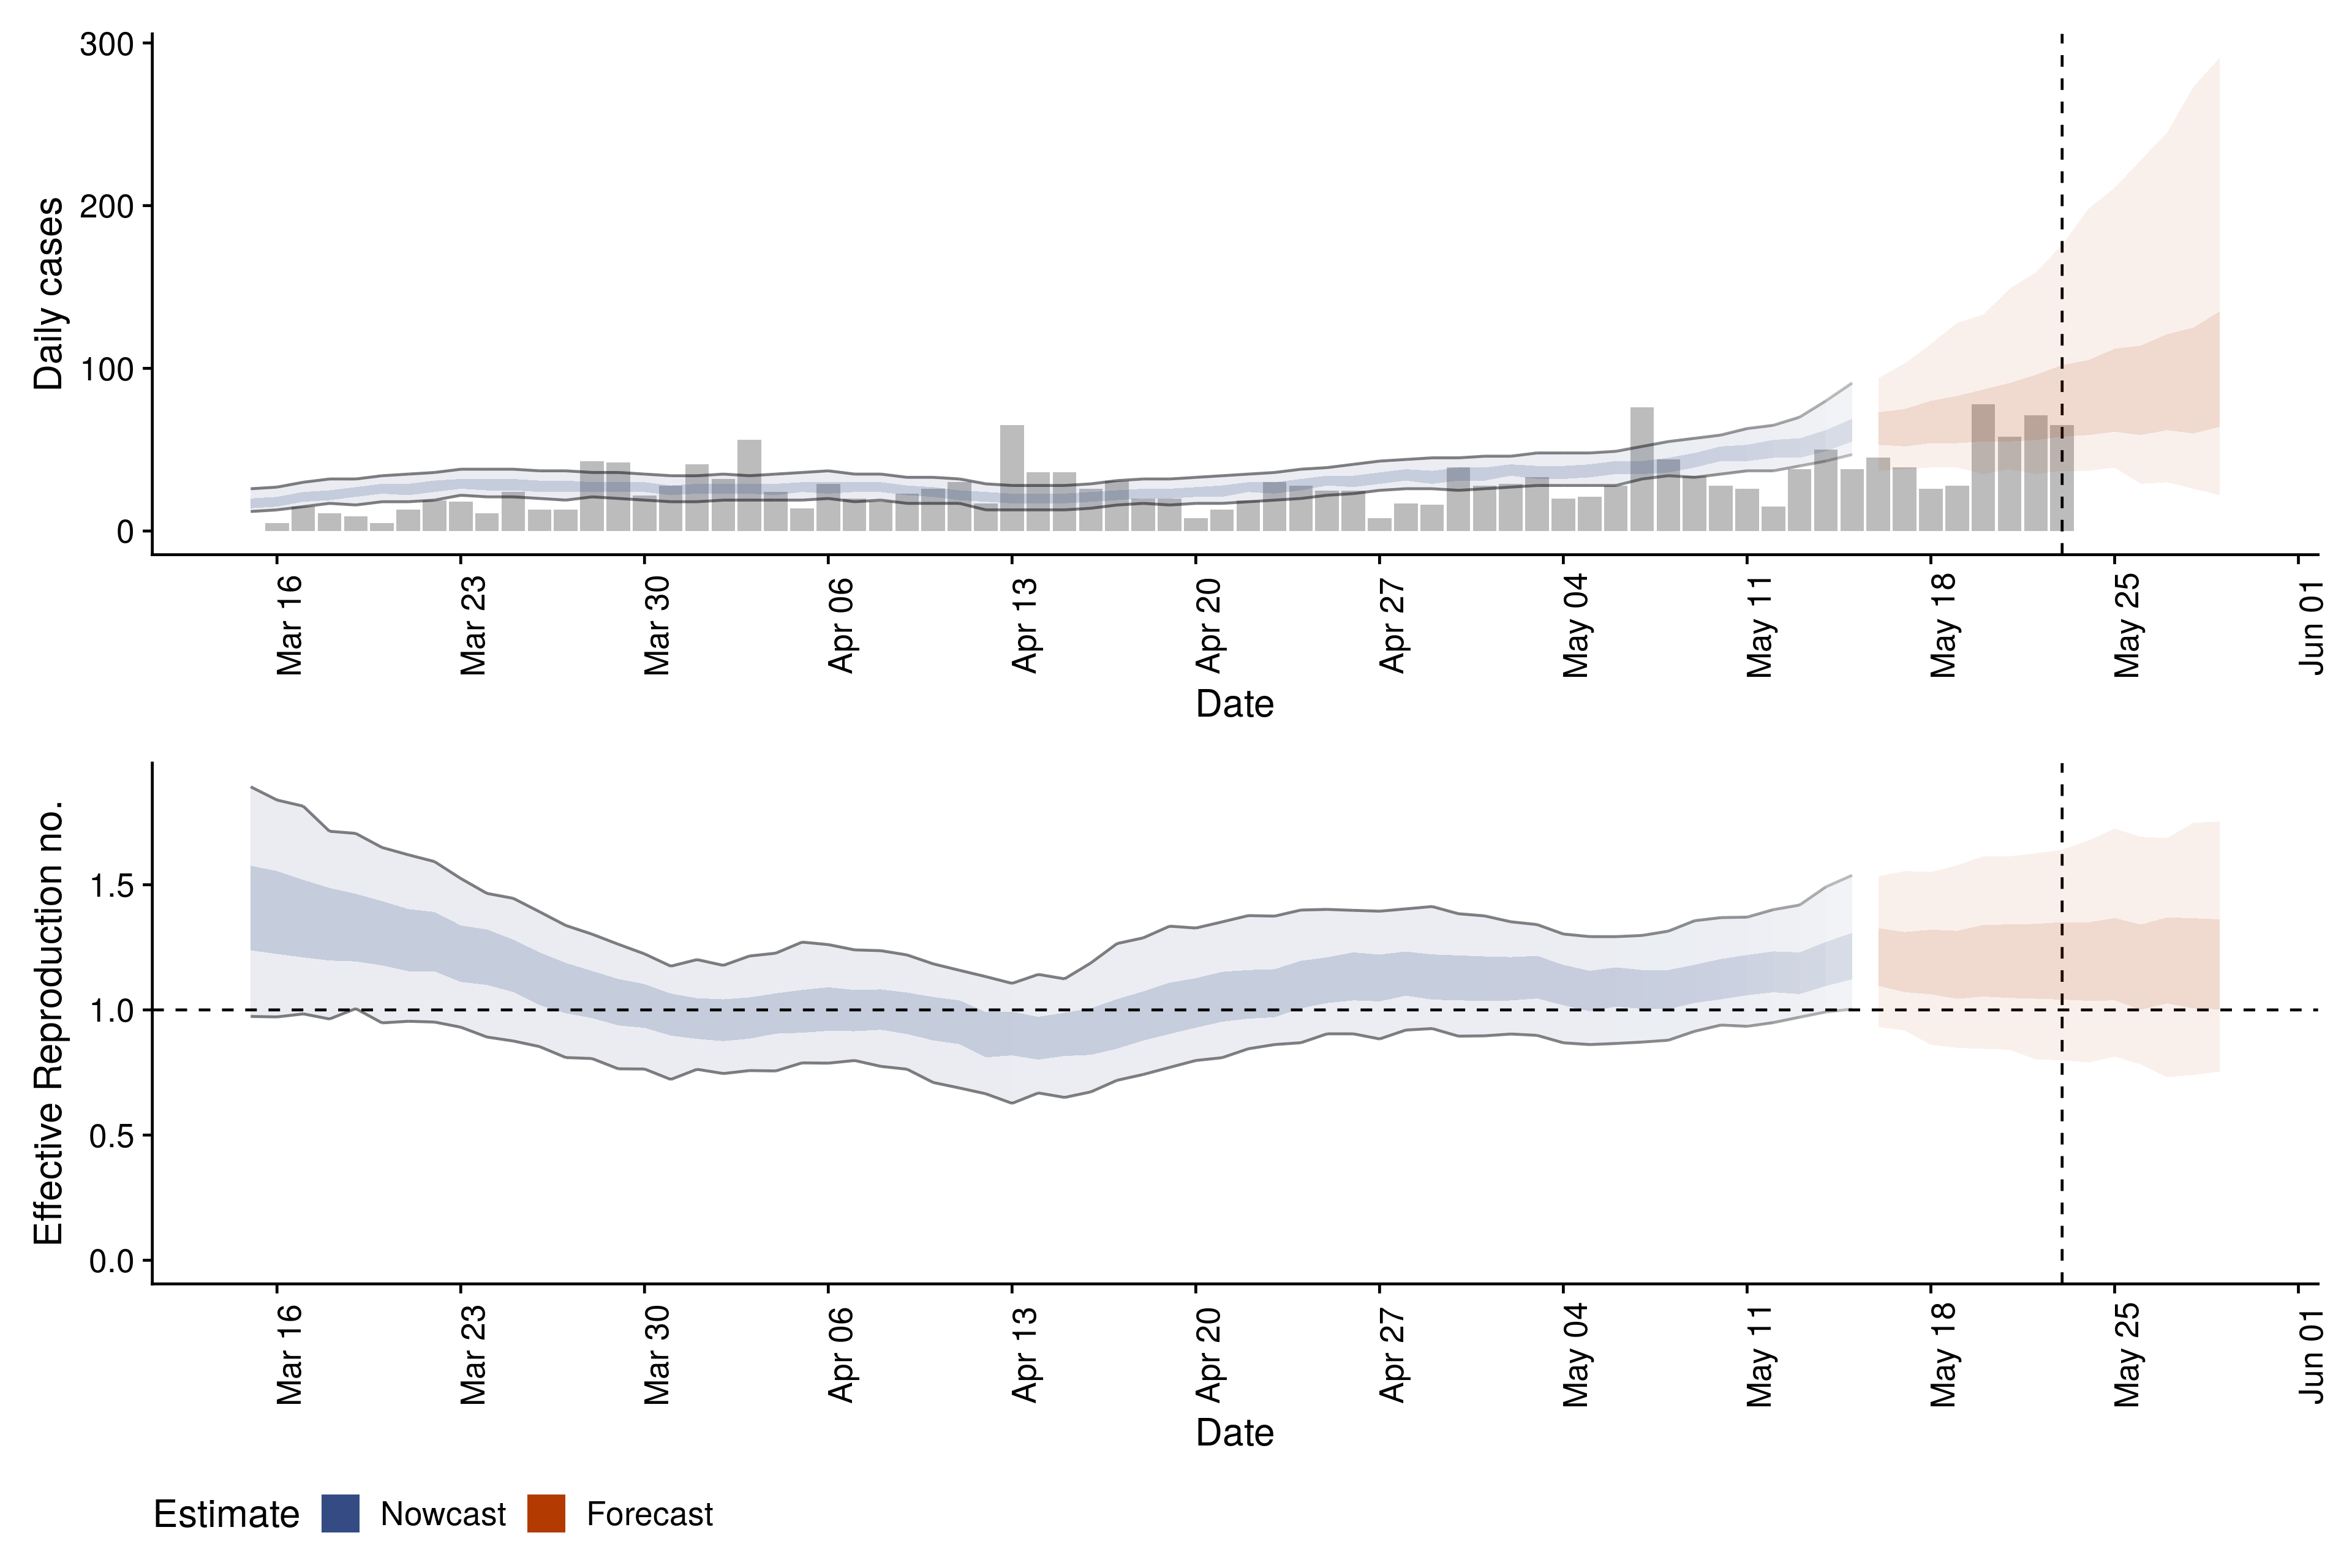 300
200
100
0
Daily cases
Mar 16
Mar 23
Mar 30
Apr 06
Apr 13
Apr 20
Apr 27
May 04
May 11
May 18
May 25
Jun 01
Date
1.5
1.0
0.5
0.0
Effective Reproduction no.
Mar 16
Mar 23
Mar 30
Apr 06
Apr 13
Apr 20
Apr 27
May 04
May 11
May 18
May 25
Jun 01
Date
Estimate Nowcast Forecast